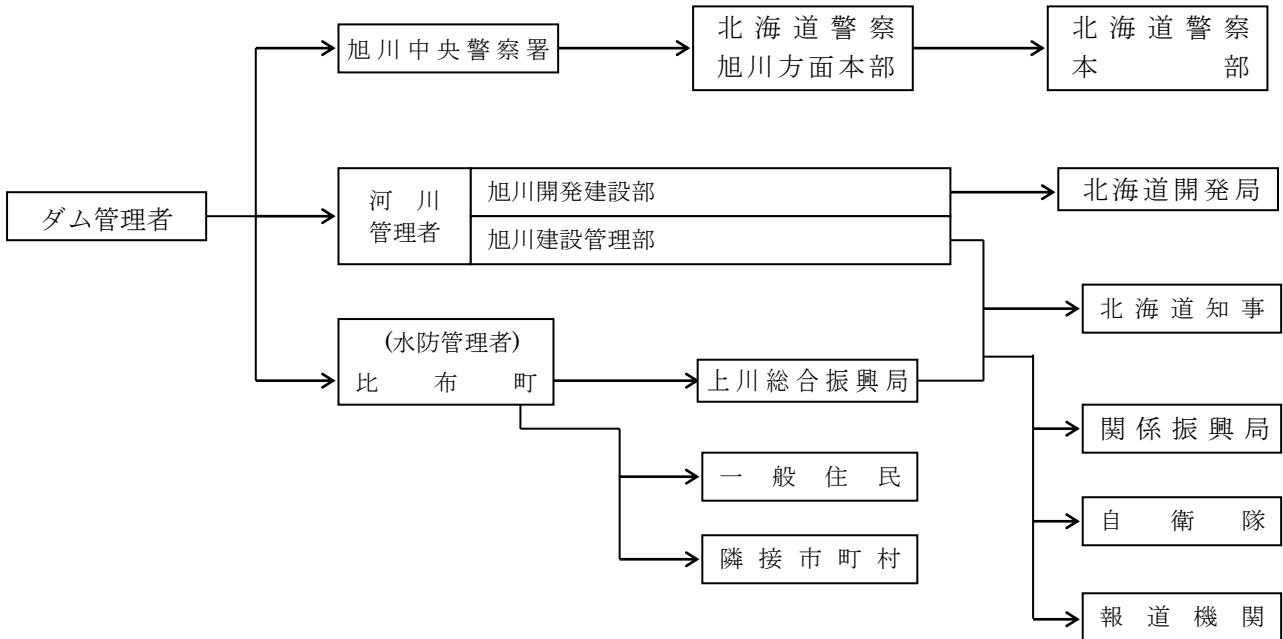 旭川中央警察署
北海道警察
旭川方面本部
北海道警察
本部
ダム管理者
河川
管理者
旭川開発建設部
旭川建設管理部
北海道開発局
北海道知事
(水防管理者)
比布町
上川総合振興局
関係振興局
一般住民
自衛隊
隣接市町村
報道機関